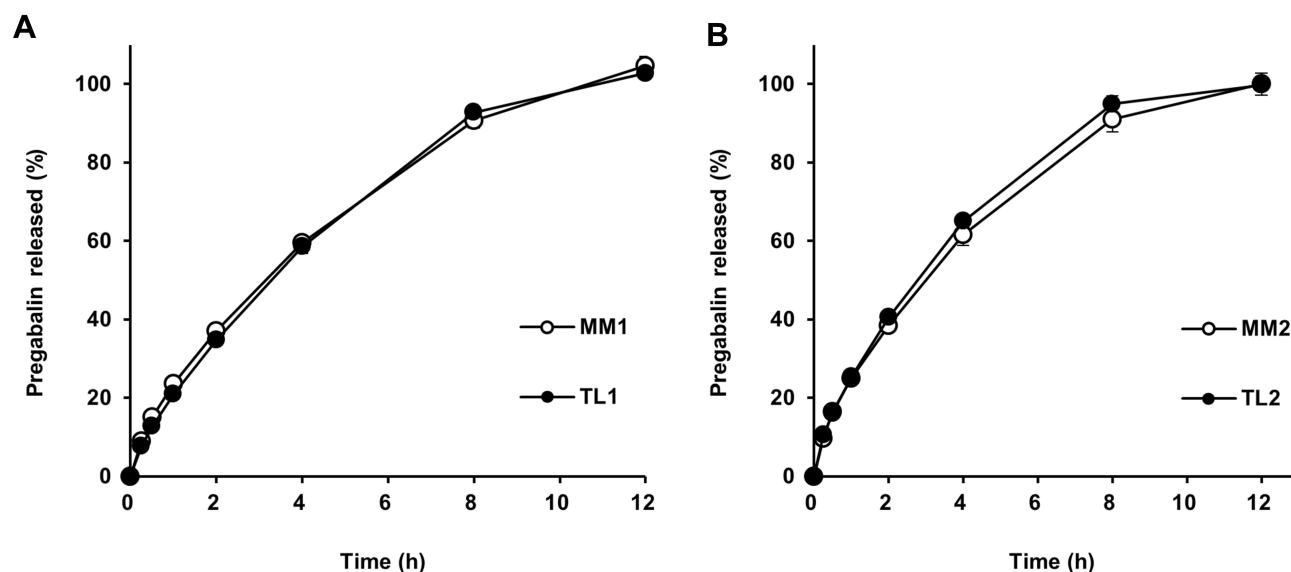 A
Pregabalin released (%)
100
80
60
40
20
0
0 2 4 6 8 10 12
Time (h)
MM1
TL1
B
Pregabalin released (%)
100
80
60
40
20
0
0 2 4 6 8 10 12
Time (h)
MM2
TL2